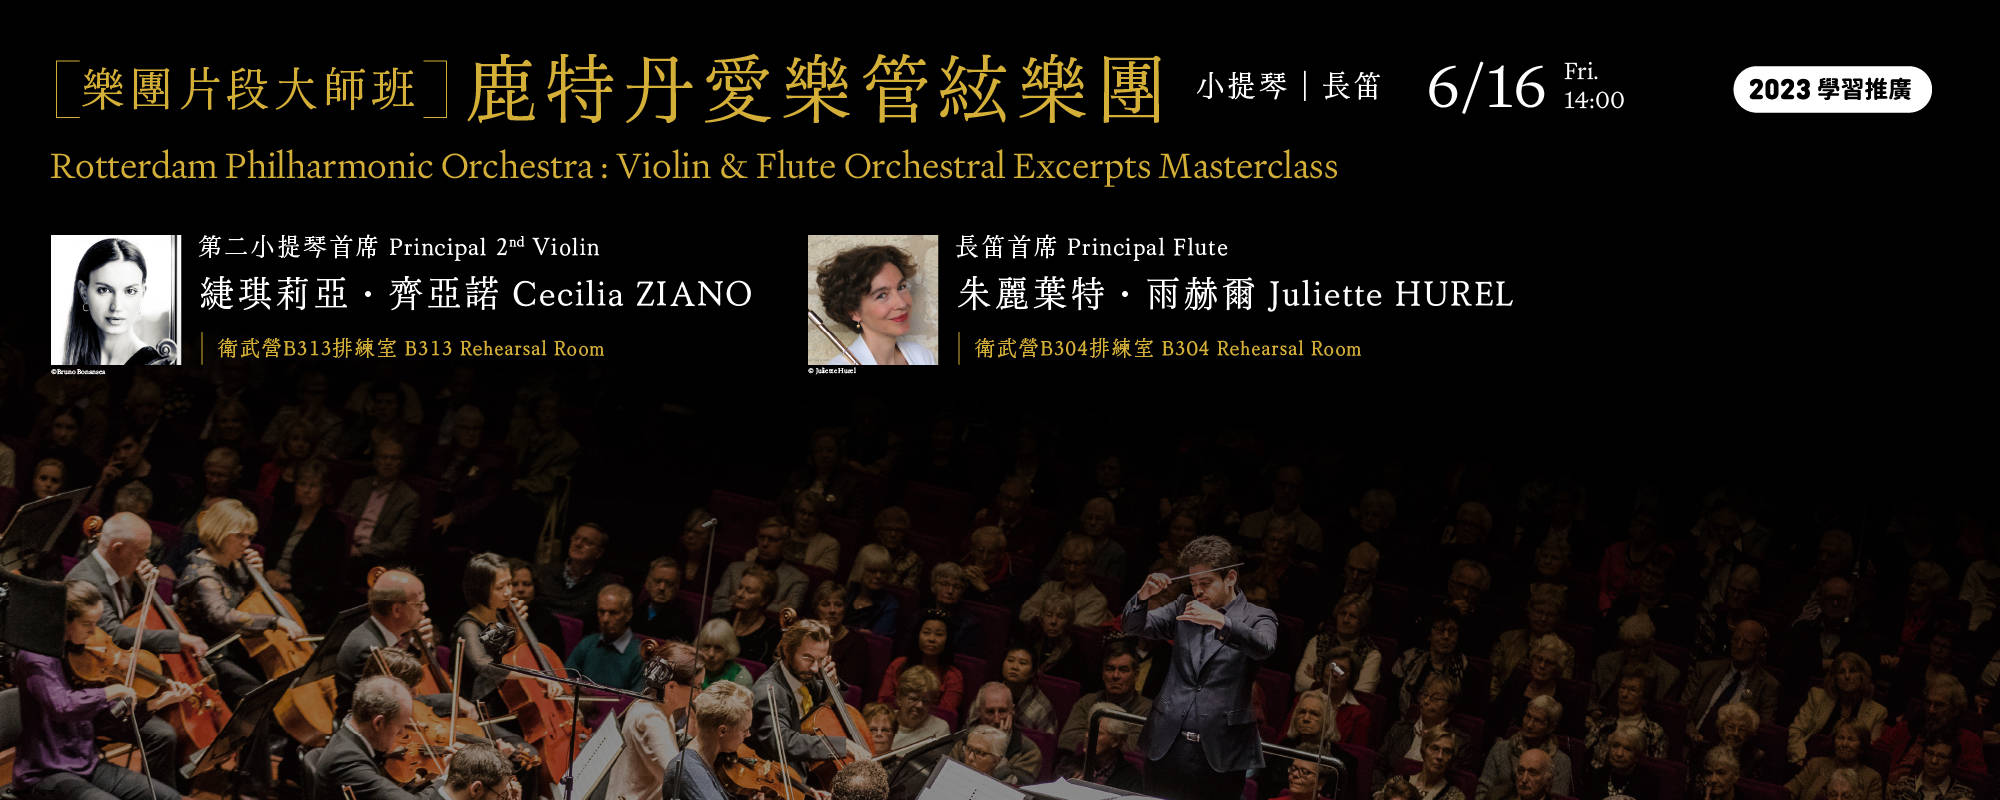 樂團片段大師班 鹿特丹愛樂管絃樂團 小提琴｜長笛 6/16 Fri. 14:00
2023 學習推廣
Rotterdam Philharmonic Orchestra : Violin & Flute Orchestral Excerpts Masterclass
第二小提琴首席 Principal 2nd Violin
緁琪莉亞・齊亞諾 Cecilia ZIANO
衛武營B313排練室 B313 Rehearsal Room
©Bruno Bonansea
長笛首席 Principal Flute
朱麗葉特・雨赫爾 Juliette HUREL
衛武營B304排練室 B304 Rehearsal Room
© Juliette Hurel